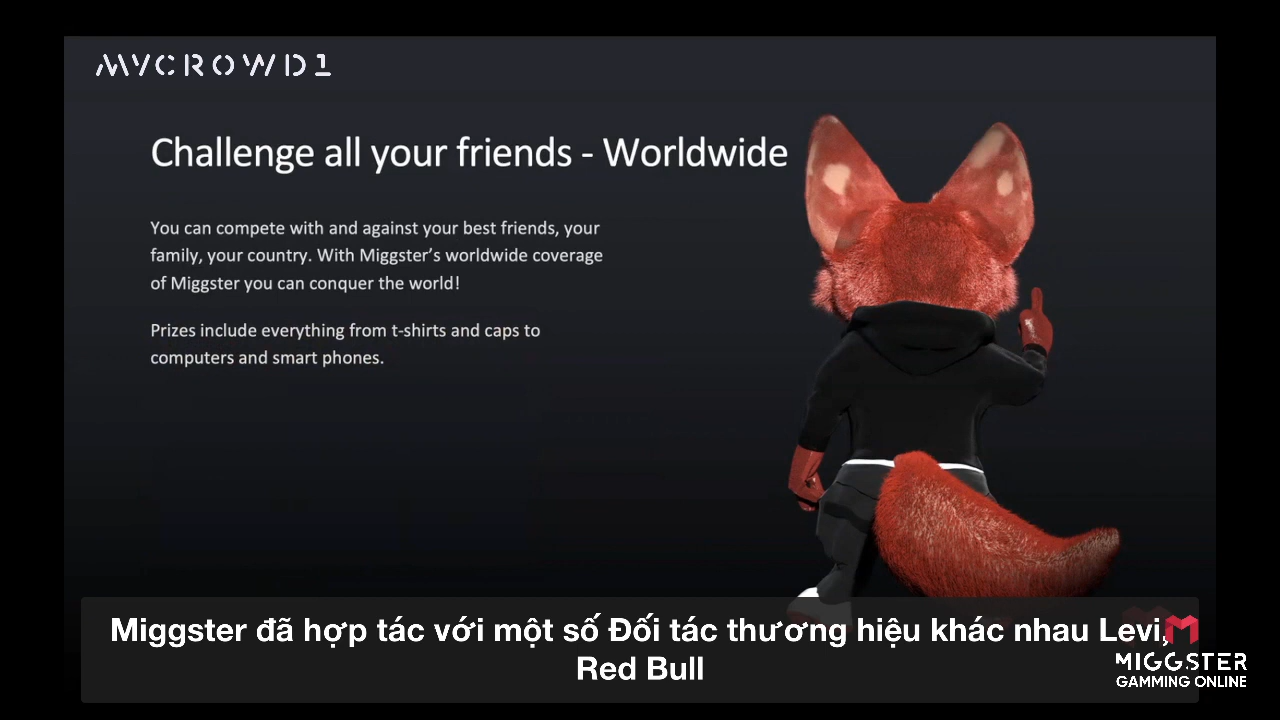 MYCROWD1
Challenge all your friends - Worldwide
You can compete with and against your best friends, your
family, your country. With Miggster's worldwide coverage
of Miggster you can conquer the world!
Prizes include everything from t-shirts and caps to
computers and smart phones.
Miggster đã hợp tác với một số Đối tác thương hiệu khác nhau Levi,
Red Bull
MIGGSTER
GAMMING ONLINE